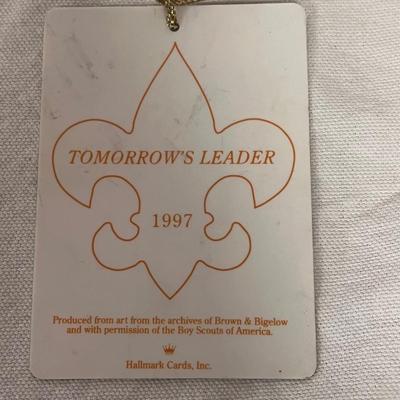 TOMORROW'S LEADER
1997
Produced from art from the archives of Brown & Bigelow
and with permission of the Boy Scouts of America.
Hallmark Cards, Inc.